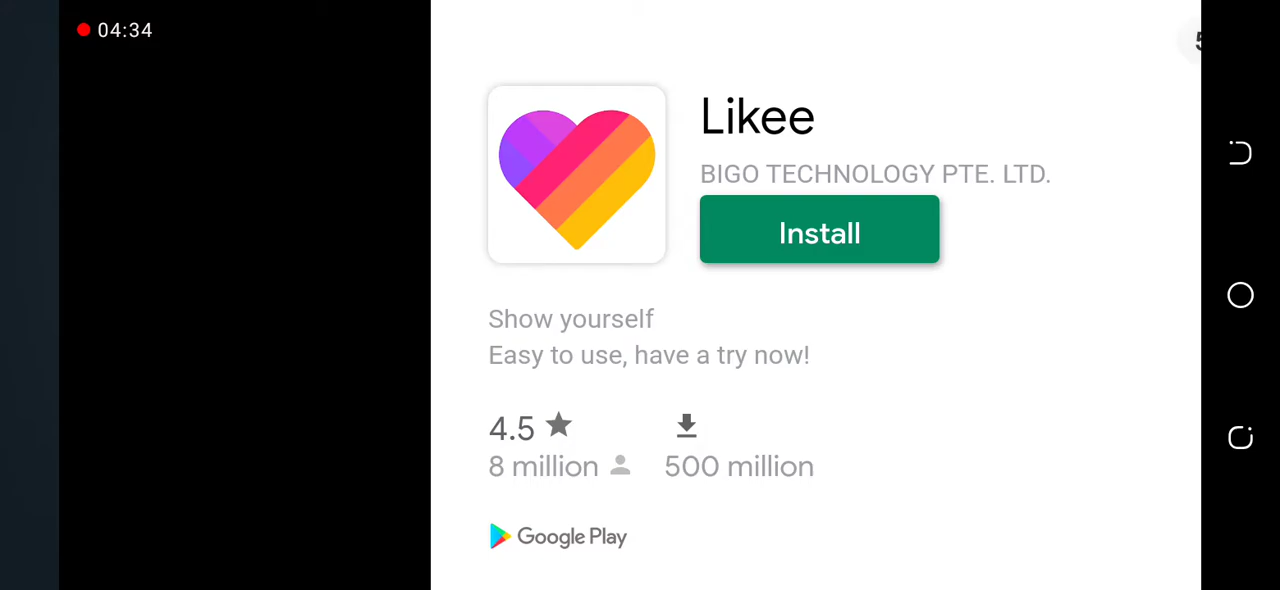 04:34
5
Likee
BIGO TECHNOLOGY PTE. LTD.
Install
Show yourself
Easy to use, have a try now!
4.5
8 million 500 million
Google Play